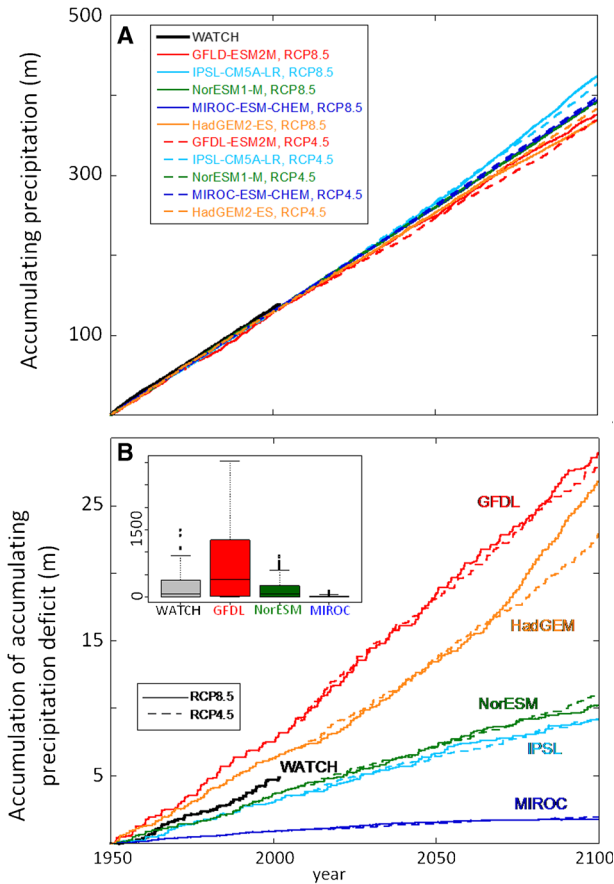 500
A
WATCH
GFLD-ESM2M, RCP8.5
IPSL-CM5A-LR, RCP8.5
NorESM1-M, RCP8.5
MIROC-ESM-CHEM, RCP8.5
HadGEM2-ES, RCP8.5
GFDL-ESM2M, RCP4.5
IPSL-CM5A-LR, RCP4.5
NorESM1-M, RCP4.5
MIROC-ESM-CHEM, RCP4.5
HadGEM2-ES, RCP4.5
300
100
Accumulating precipitation (m)
1950
2000
2050
2100
B
1500
0
WATCH
GFDL
NorESM
MIROC
25
15
5
Accumulation of accumulating
precipitation deficit (m)
GFDL
HadGEM
RCP8.5
RCP4.5
NorESM
IPSL
WATCH
MIROC
1950
2000
2050
2100
year